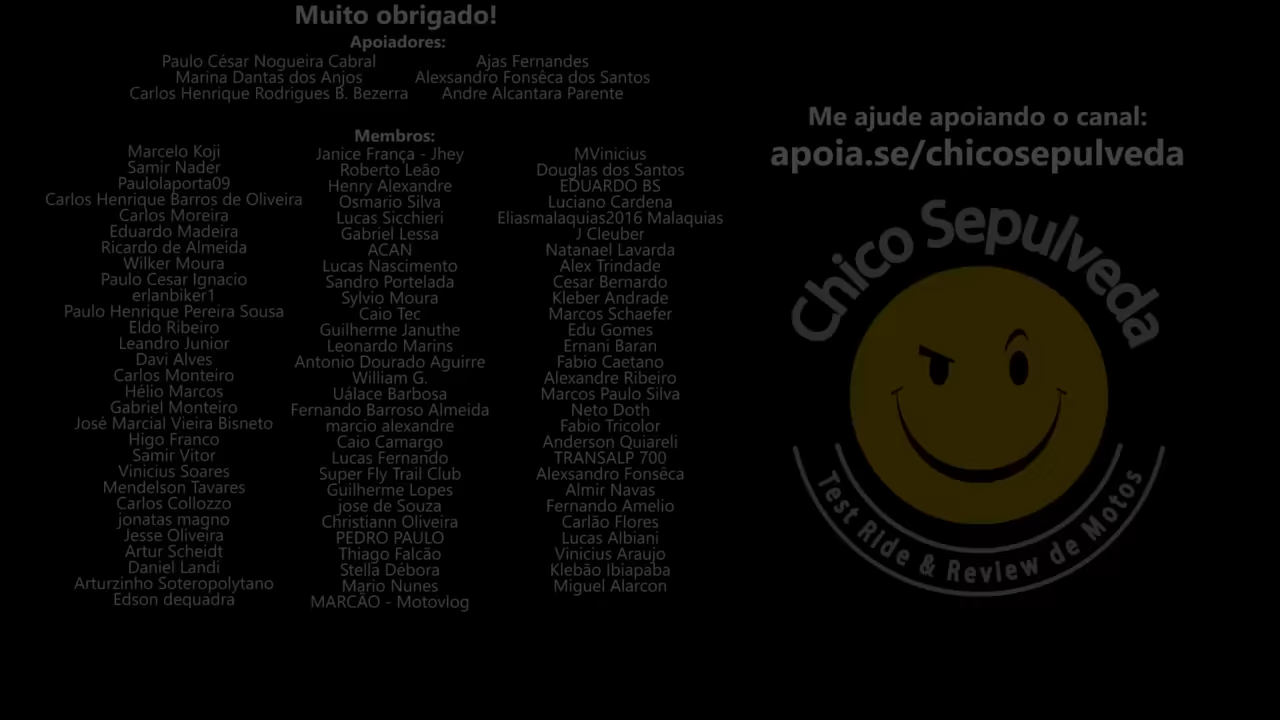 Muito obrigado!
Apoiadores:
Paulo César Nogueira Cabral
Marina Dantas dos Anjos
Carlos Henrique Rodrigues B. Bezerra
Ajas Fernandes
Alexsandro Fonsêca dos Santos
Andre Alcantara Parente
Membros:
Marcelo Koji
Samir Nader
Paulolaporta09
Carlos Henrique Barros de Oliveira
Carlos Moreira
Eduardo Madeira
Ricardo de Almeida
Wilker Moura
Paulo Cesar Ignacio
erlanbiker1
Paulo Henrique Pereira Sousa
Eldo Ribeiro
Leandro Junior
Davi Alves
Carlos Monteiro
Hélio Marcos
Gabriel Monteiro
José Marcial Vieira Bisneto
Higo Franco
Samir Vitor
Vinicius Soares
Mendelson Tavares
Carlos Collozzo
jonatas magno
Jesse Oliveira
Artur Scheidt
Daniel Landi
Arturzinho Soteropolytano
Edson dequadra
Janice França - Jhey
Roberto Leão
Henry Alexandre
Osmario Silva
Lucas Sicchieri
Gabriel Lessa
ACAN
Lucas Nascimento
Sandro Portelada
Sylvio Moura
Caio Tec
Guilherme Januthe
Leonardo Marins
Antonio Dourado Aguirre
William G.
Uálace Barbosa
Fernando Barroso Almeida
marcio alexandre
Caio Camargo
Lucas Fernando
Super Fly Trail Club
Guilherme Lopes
jose de Souza
Christiann Oliveira
PEDRO PAULO
Thiago Falcão
Stella Débora
Mario Nunes
MARCÃO - Motovlog
MVinicius
Douglas dos Santos
EDUARDO BS
Luciano Cardena
Eliasmalaquias2016 Malaquias
J Cleuber
Natanael Lavarda
Alex Trindade
Cesar Bernardo
Kleber Andrade
Marcos Schaefer
Edu Gomes
Ernani Baran
Fabio Caetano
Alexandre Ribeiro
Marcos Paulo Silva
Neto Doth
Fabio Tricolor
Anderson Quiareli
TRANSALP 700
Alexsandro Fonsêca
Almir Navas
Fernando Amelio
Carlão Flores
Lucas Albiani
Vinicius Araujo
Klebão Ibiapaba
Miguel Alarcon
Me ajude apoiando o canal:
apoia.se/chicosepulveda
Chico Sepulveda
Test Ride & Review de Motos